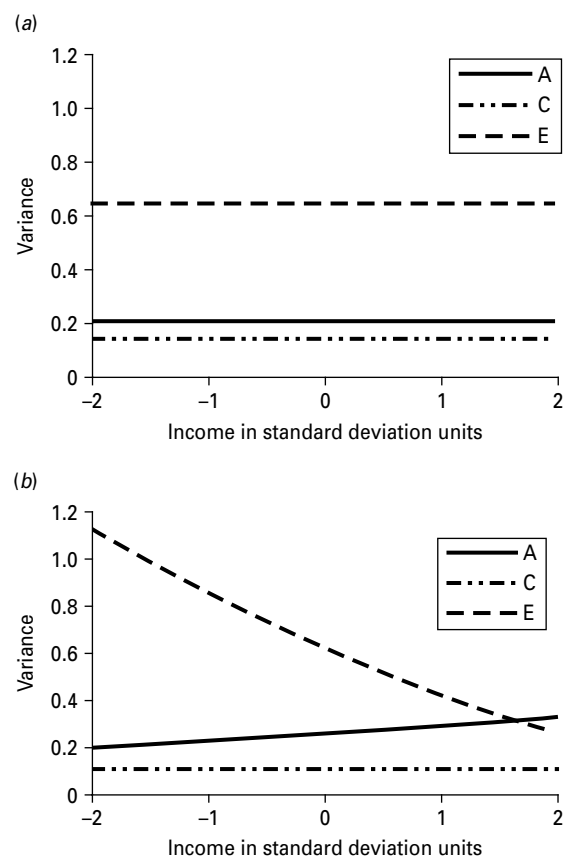 (a)
1.2
1.0
0.8
0.6
0.4
0.2
0
Variance
A
C
E
–2 –1 0 1 2
Income in standard deviation units
(b)
1.2
1.0
0.8
0.6
0.4
0.2
0
Variance
A
C
E
–2 –1 0 1 2
Income in standard deviation units